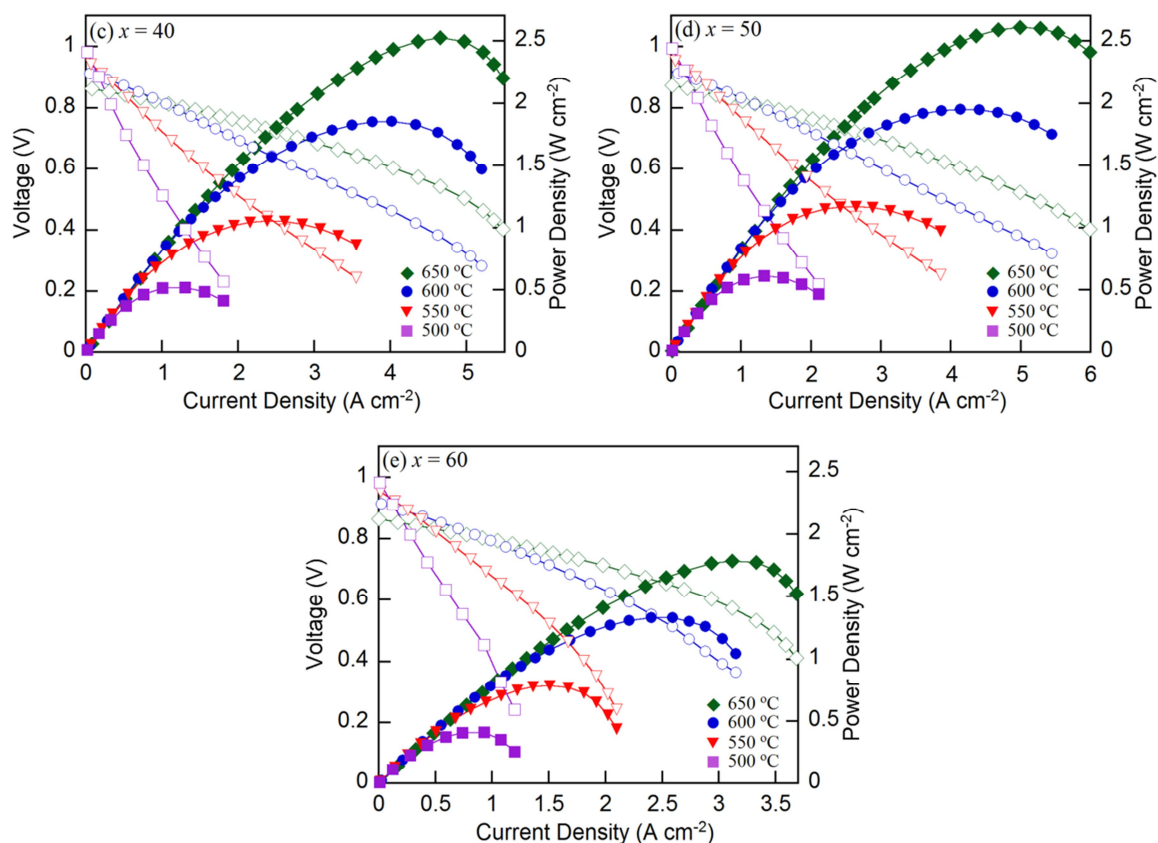 (c) x = 40
Voltage (V)
1
0.8
0.6
0.4
0.2
0
2.5
2
1.5
1
0.5
0
Power Density (W cm⁻²)
650 ºC
600 ºC
550 ºC
500 ºC
0 1 2 3 4 5
Current Density (A cm⁻²)
(d) x = 50
Voltage (V)
1
0.8
0.6
0.4
0.2
0
2.5
2
1.5
1
0.5
0
Power Density (W cm⁻²)
650 ºC
600 ºC
550 ºC
500 ºC
0 1 2 3 4 5 6
Current Density (A cm⁻²)
(e) x = 60
Voltage (V)
1
0.8
0.6
0.4
0.2
0
2.5
2
1.5
1
0.5
0
Power Density (W cm⁻²)
650 ºC
600 ºC
550 ºC
500 ºC
0 0.5 1 1.5 2 2.5 3 3.5
Current Density (A cm⁻²)